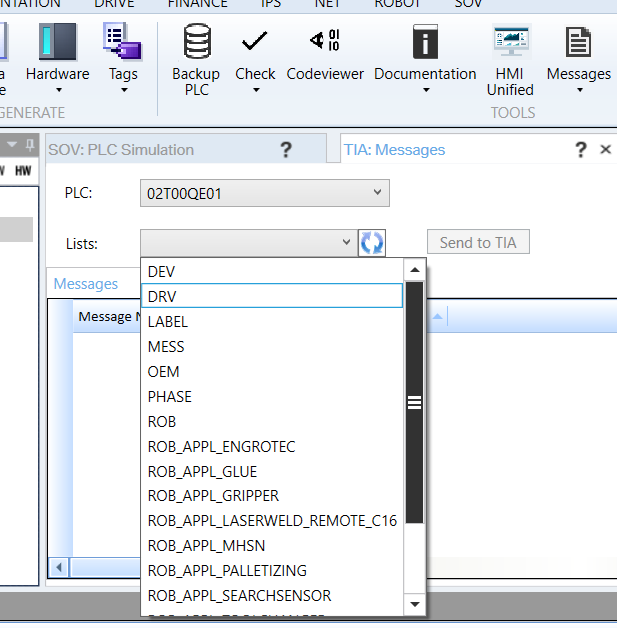 DRIVE FINANCE IPS NET ROBOT SOV
Hardware Tags Backup PLC Check Codeviewer Documentation HMI Unified Messages
GENERATE TOOLS
HW
SOV: PLC Simulation ? TIA: Messages ? ×
PLC: 02T00QE01
Lists: Send to TIA
DEV
Messages
DRV
Message
LABEL
MESS
OEM
PHASE
ROB
ROB_APPL_ENGROTEC
ROB_APPL_GLUE
ROB_APPL_GRIPPER
ROB_APPL_LASERWELD_REMOTE_C16
ROB_APPL_MHSN
ROB_APPL_PALLETIZING
ROB_APPL_SEARCHSENSOR